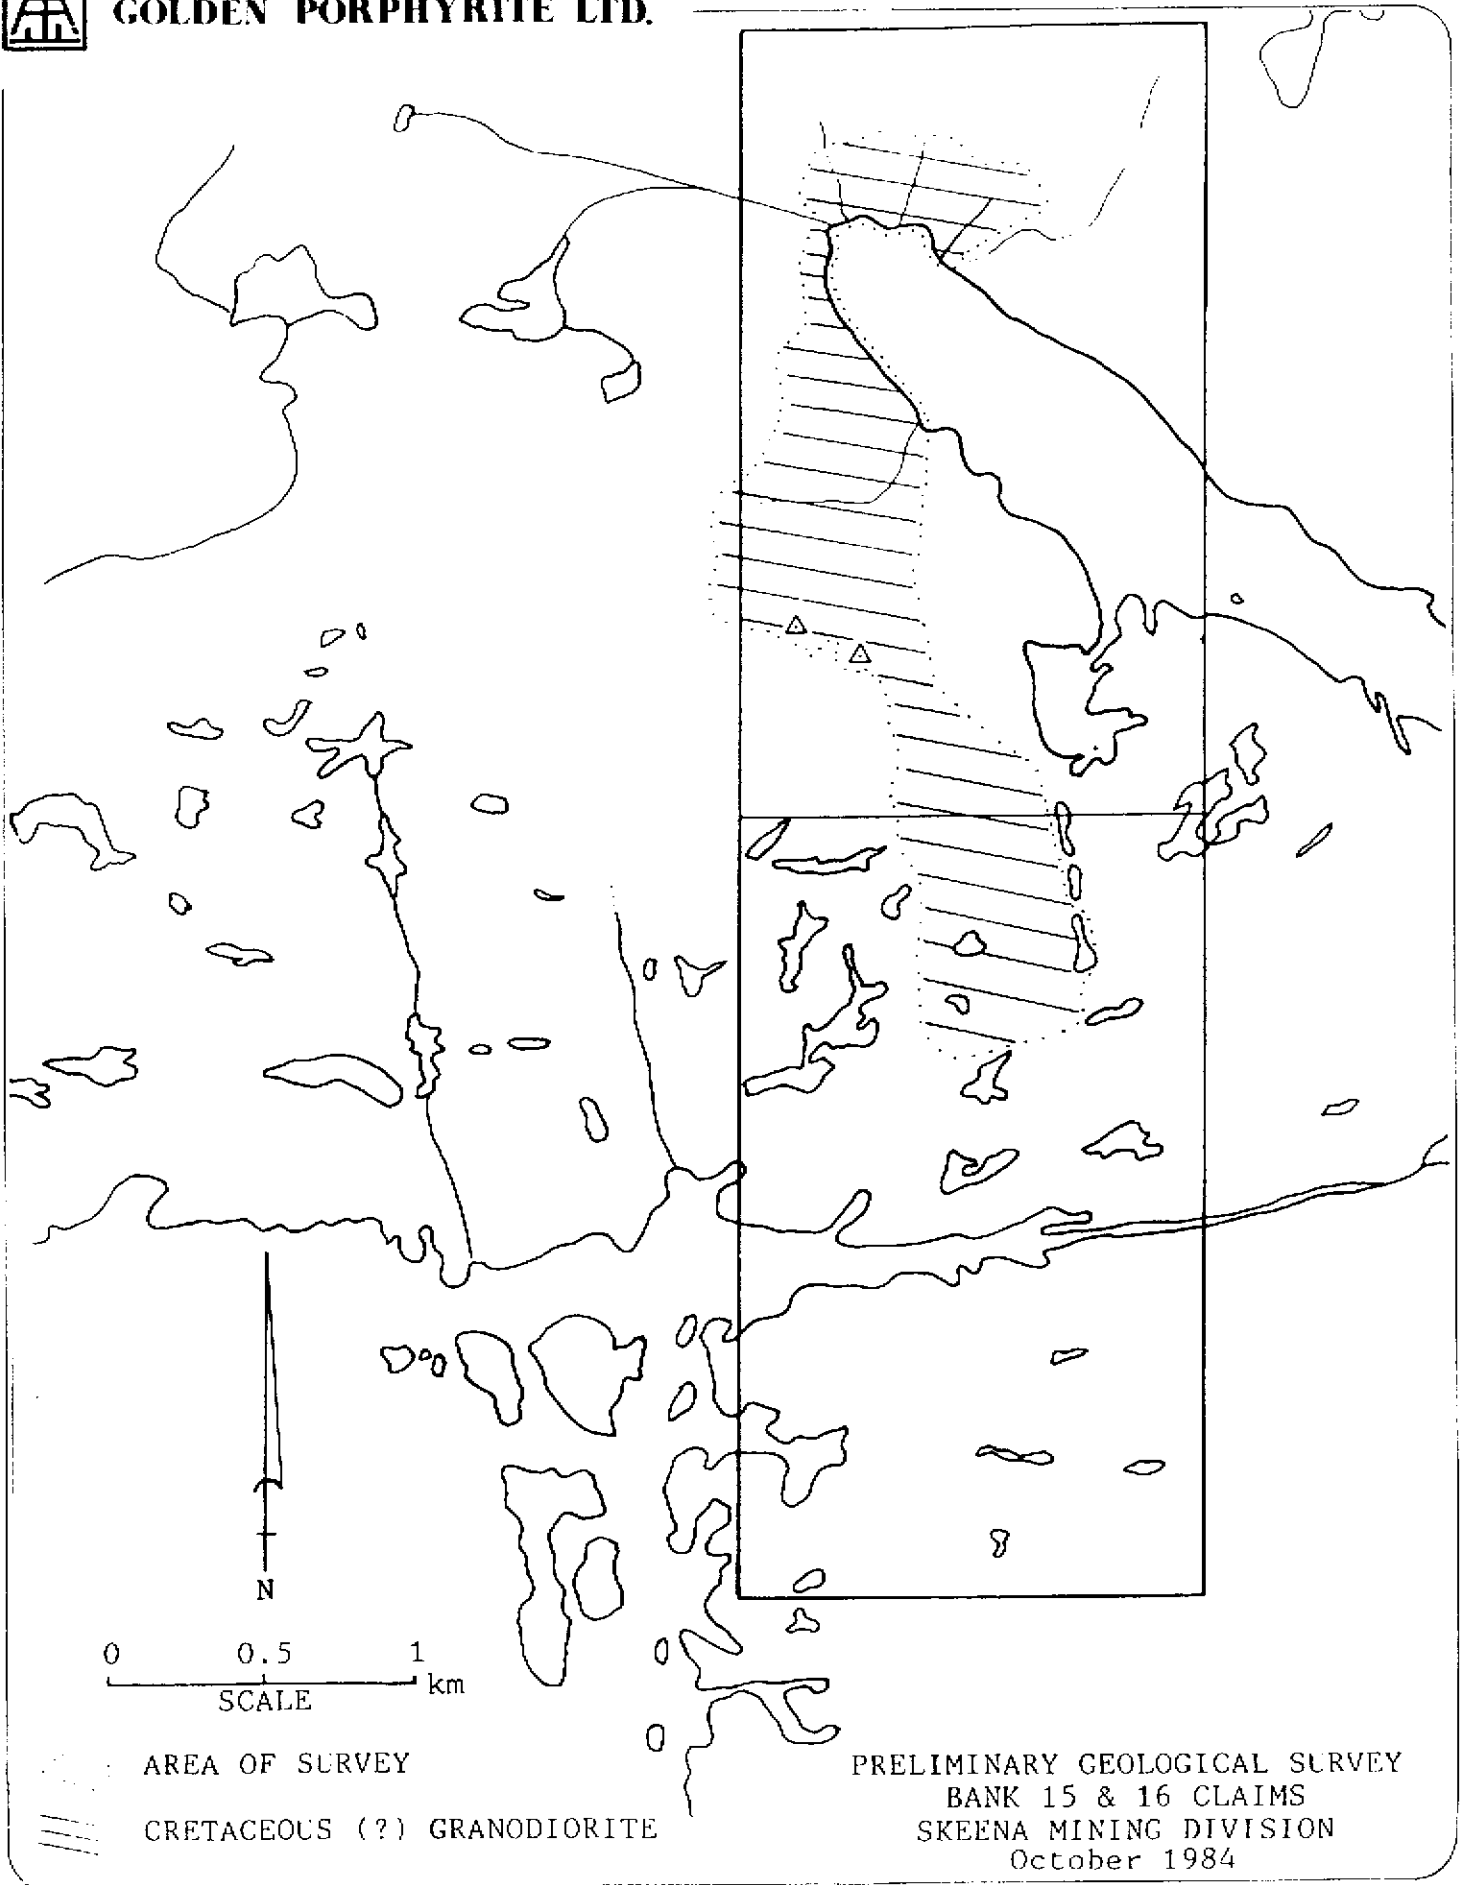 GOLDEN PORPHYRITE LTD.
N
0 0.5 1
km
SCALE
AREA OF SURVEY
CRETACEOUS (?) GRANODIORITE
PRELIMINARY GEOLOGICAL SURVEY
BANK 15 & 16 CLAIMS
SKEENA MINING DIVISION
October 1984